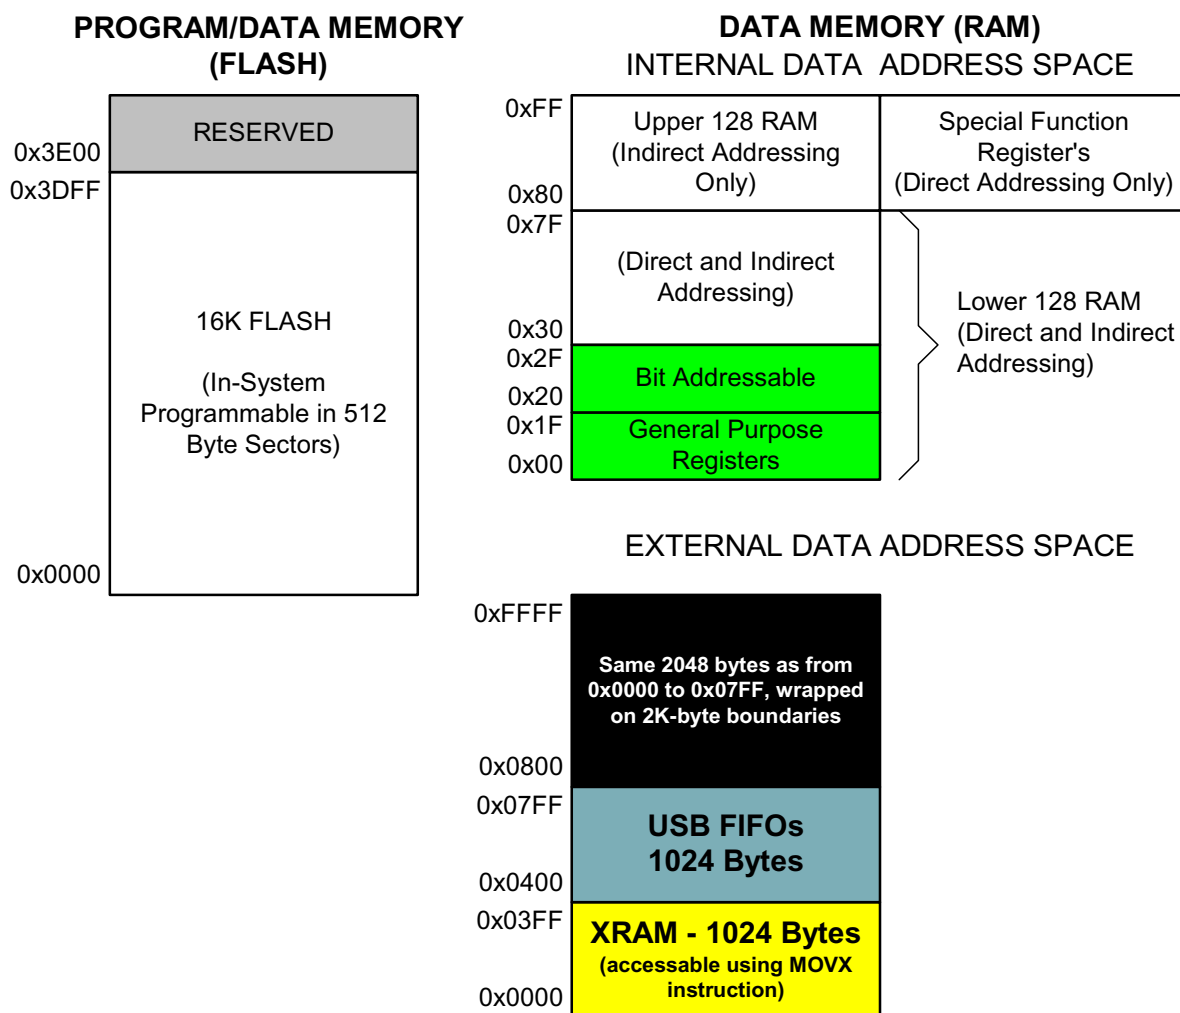 PROGRAM/DATA MEMORY
(FLASH)
RESERVED
0x3E00
0x3DFF
16K FLASH
(In-System
Programmable in 512
Byte Sectors)
0x0000
DATA MEMORY (RAM)
INTERNAL DATA ADDRESS SPACE
0xFF
Upper 128 RAM
(Indirect Addressing
Only)
0x80
Special Function
Register's
(Direct Addressing Only)
0x7F
(Direct and Indirect
Addressing)
0x30
0x2F
Bit Addressable
0x20
0x1F
General Purpose
Registers
0x00
Lower 128 RAM
(Direct and Indirect
Addressing)
EXTERNAL DATA ADDRESS SPACE
0xFFFF
Same 2048 bytes as from
0x0000 to 0x07FF, wrapped
on 2K-byte boundaries
0x0800
0x07FF
USB FIFOs
1024 Bytes
0x0400
0x03FF
XRAM - 1024 Bytes
(accessable using MOVX
instruction)
0x0000